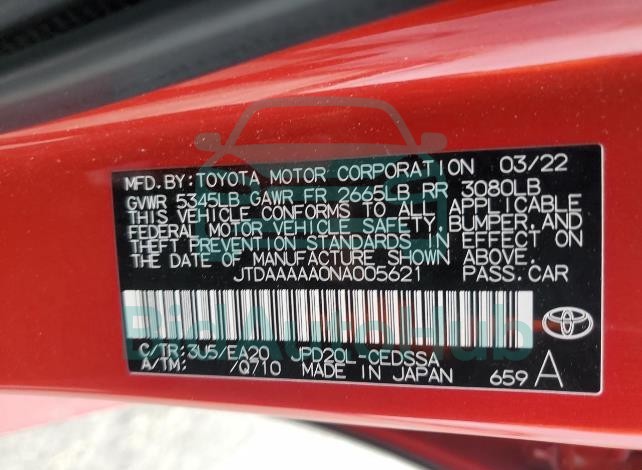 MFD.BY:TOYOTA MOTOR CORPORATION 03/22
GVWR 5345LB GAWR FR 2665LB RR 3080LB
THIS VEHICLE CONFORMS TO ALL APPLICABLE
FEDERAL MOTOR VEHICLE SAFETY,BUMPER,AND
THEFT PREVENTION STANDARDS IN EFFECT ON
THE DATE OF MANUFACTURE SHOWN ABOVE.
JTDAAAAA0NA005621 PASS.CAR
BidAutoHub
C/TR:3U5/EA20 JPD20L-CEDSSA
A/TM: /Q710 MADE IN JAPAN 659 A